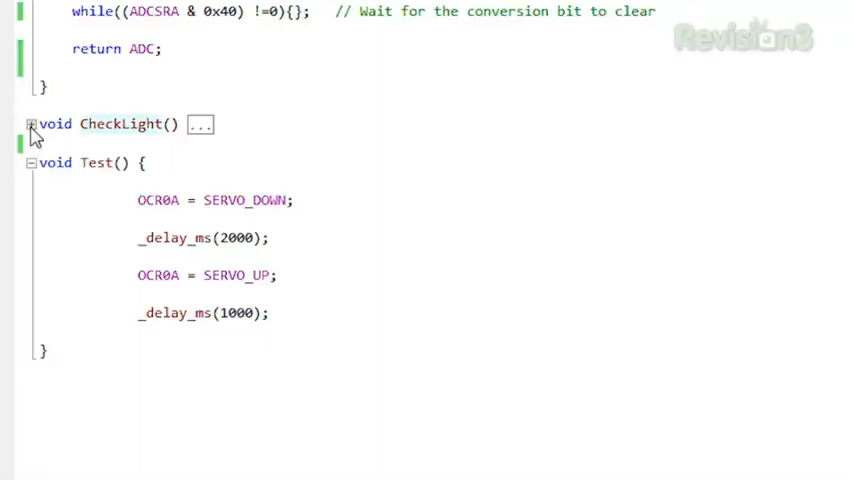 while((ADCSRA & 0x40) !=0){};   // Wait for the conversion bit to clear
Revision3
return ADC;
}
void CheckLight() ...
void Test() {
OCR0A = SERVO_DOWN;
_delay_ms(2000);
OCR0A = SERVO_UP;
_delay_ms(1000);
}